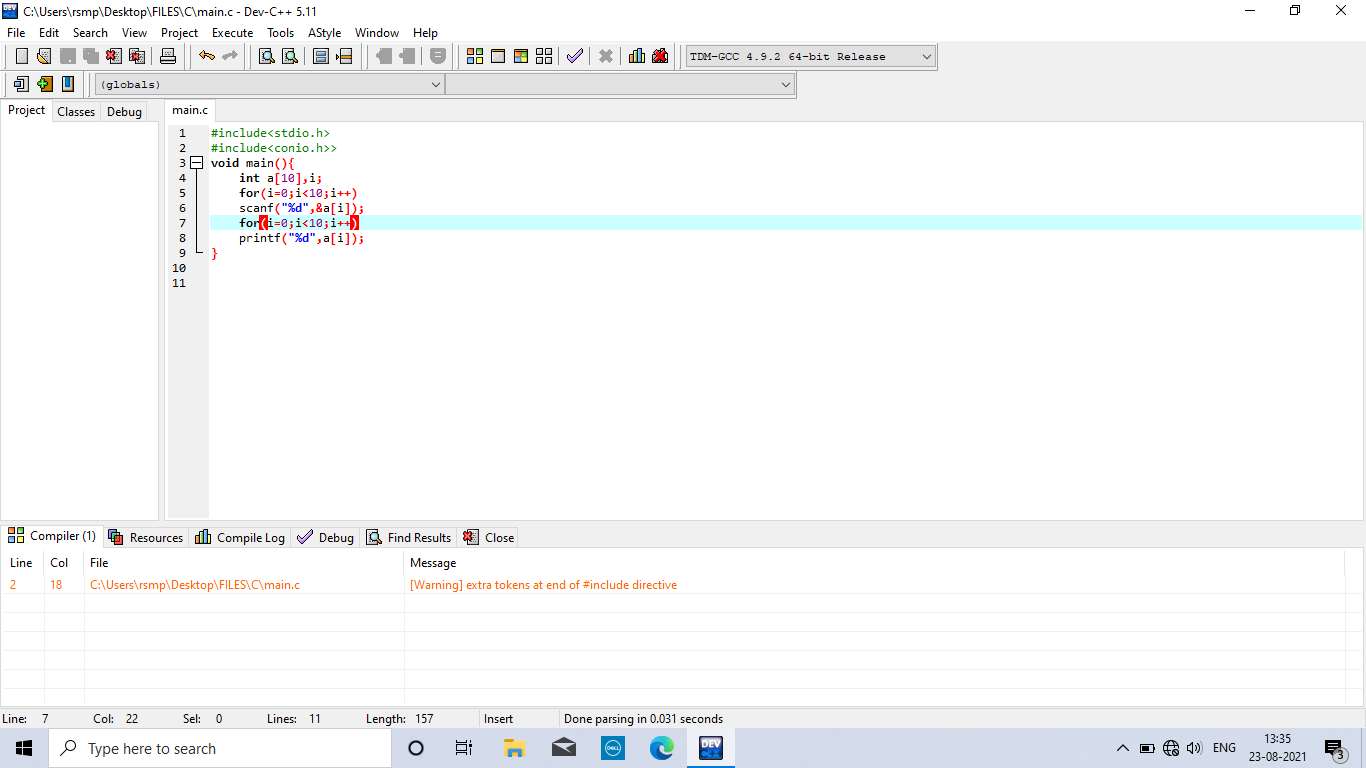 C:\Users\rsmp\Desktop\FILES\C\main.c - Dev-C++ 5.11
File Edit Search View Project Execute Tools AStyle Window Help
TDM-GCC 4.9.2 64-bit Release
(globals)
Project Classes Debug
main.c
1 #include<stdio.h>
2 #include<conio.h>>
3 void main(){
4 int a[10],i;
5 for(i=0;i<10;i++)
6 scanf("%d",&a[i]);
7 for(i=0;i<10;i++)
8 printf("%d",a[i]);
9 }
10
11
Compiler (1) Resources Compile Log Debug Find Results Close
Line Col File Message
2 18 C:\Users\rsmp\Desktop\FILES\C\main.c [Warning] extra tokens at end of #include directive
Line: 7 Col: 22 Sel: 0 Lines: 11 Length: 157 Insert Done parsing in 0.031 seconds
Type here to search
DELL
DEV
C++
ENG
13:35
23-08-2021
3